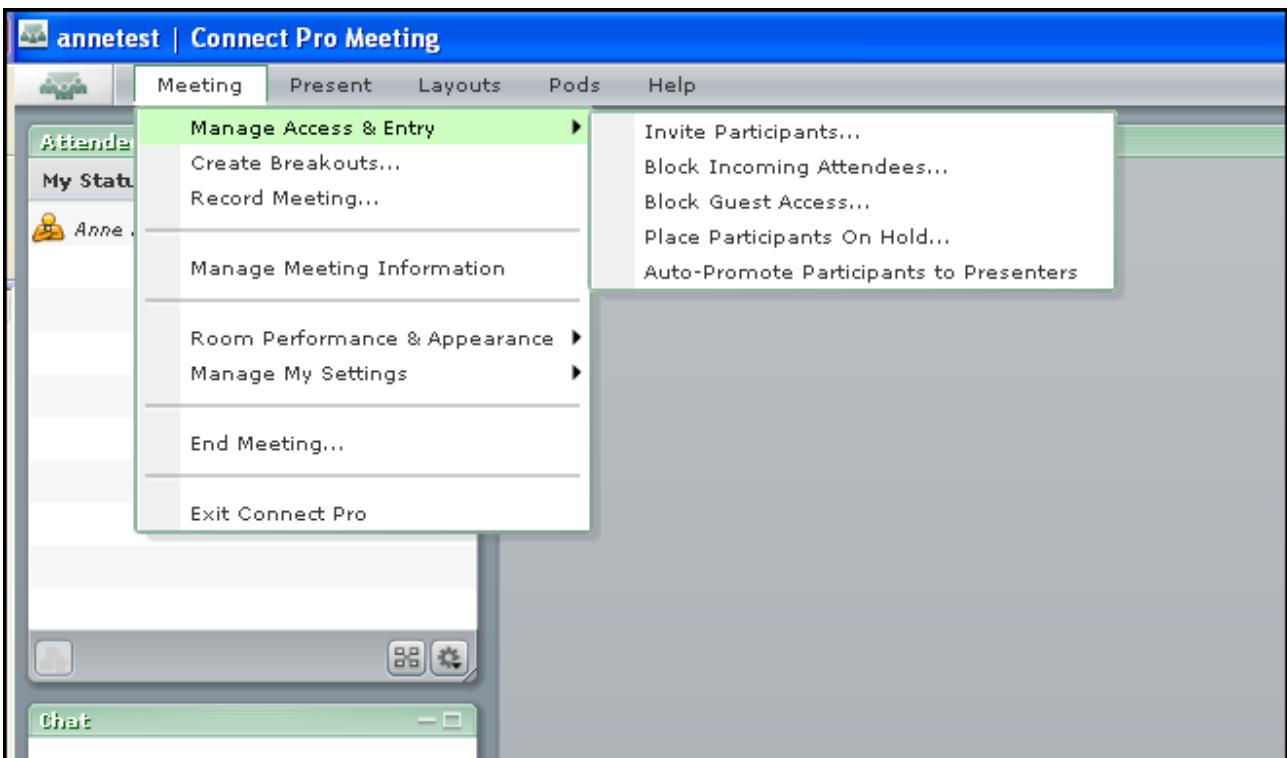 annetest | Connect Pro Meeting
Meeting Present Layouts Pods Help
Manage Access & Entry
Create Breakouts...
Record Meeting...
Manage Meeting Information
Room Performance & Appearance
Manage My Settings
End Meeting...
Exit Connect Pro
Invite Participants...
Block Incoming Attendees...
Block Guest Access...
Place Participants On Hold...
Auto-Promote Participants to Presenters
My
Anne
Chat